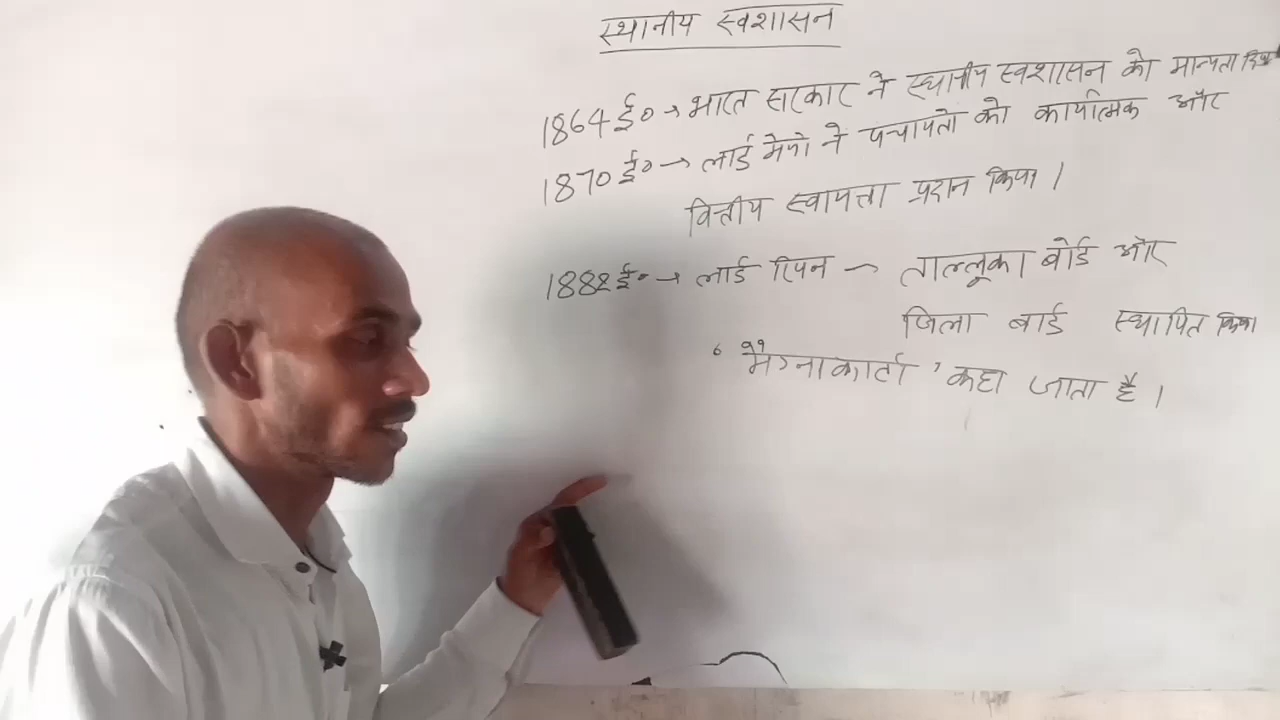 स्थानीय स्वशासन
1864 ई० → भारत सरकार ने स्थानीय स्वशासन को मान्यता
1870 ई० → लार्ड मेयो ने पंचायतो को कार्यात्मक और
वित्तीय स्वायत्ता प्रदान किया।
1882 ई० → लार्ड रिपन → ताल्लूका बोर्ड और
जिला बोर्ड स्थापित किया
‘मैग्नाकार्टा’ कहा जाता है।